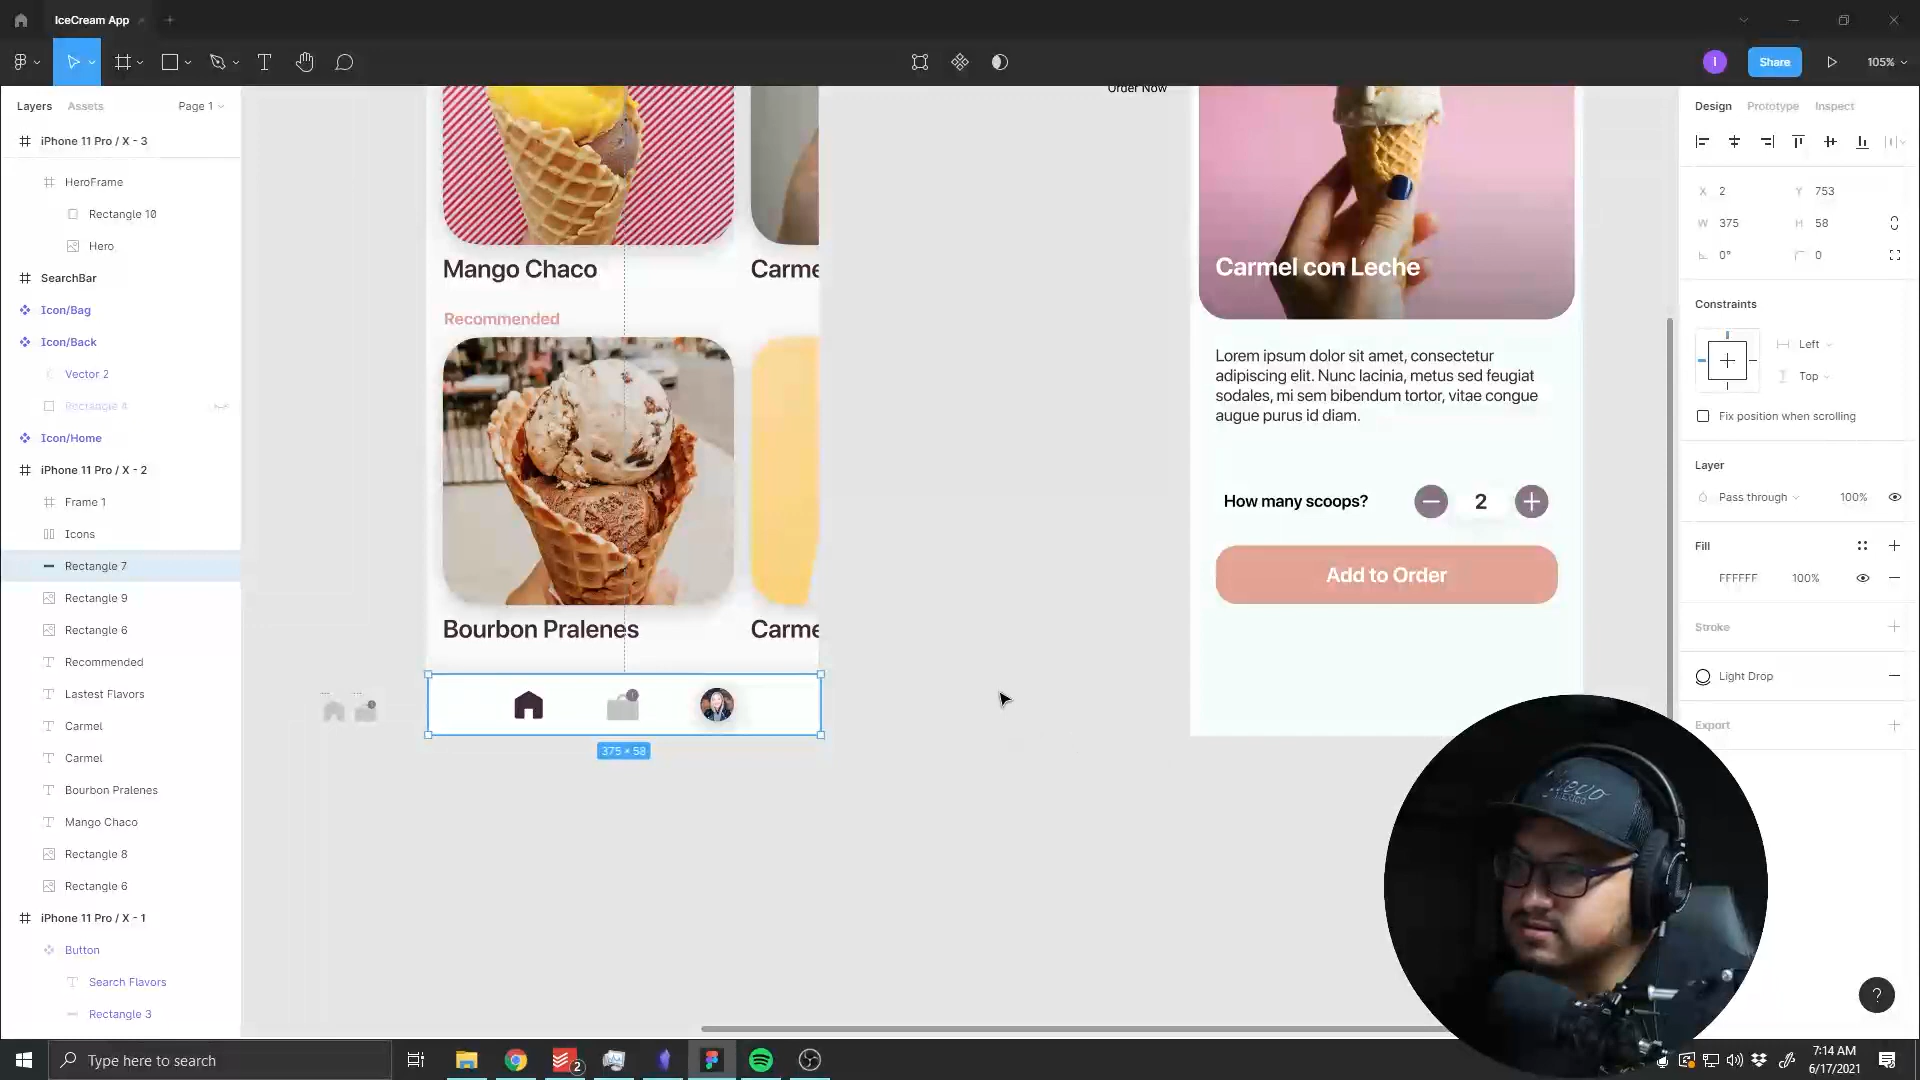 IceCream App
Share
105%
Layers
Assets
Page 1
iPhone 11 Pro / X - 3
HeroFrame
Rectangle 10
Hero
SearchBar
Icon/Bag
Icon/Back
Vector 2
Rectangle 4
Icon/Home
iPhone 11 Pro / X - 2
Frame 1
Icons
Rectangle 7
Rectangle 9
Rectangle 6
Recommended
Lastest Flavors
Carmel
Carmel
Bourbon Pralenes
Mango Chaco
Rectangle 8
Rectangle 6
iPhone 11 Pro / X - 1
Button
Search Flavors
Rectangle 3
Mango Chaco
Carme
Recommended
Bourbon Pralenes
Carme
375 × 58
Order Now
Carmel con Leche
Lorem ipsum dolor sit amet, consectetur
adipiscing elit. Nunc lacinia, metus sed feugiat
sodales, mi sem bibendum tortor, vitae congue
augue purus id diam.
How many scoops?
2
Add to Order
I
Design
Prototype
Inspect
X 2
Y 753
W 375
H 58
0°
0
Constraints
Left
Top
Fix position when scrolling
Layer
Pass through
100%
Fill
FFFFFF
100%
Stroke
Light Drop
Export
?
Type here to search
2
7:14 AM
6/17/2021